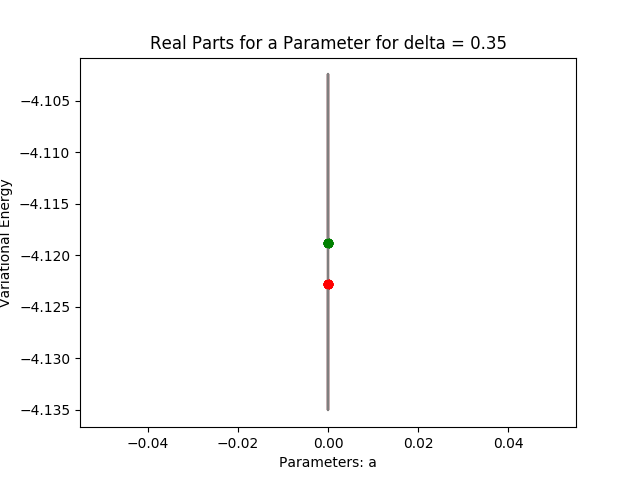 Real Parts for a Parameter for delta = 0.35
Variational Energy
−4.105
−4.110
−4.115
−4.120
−4.125
−4.130
−4.135
−0.04 −0.02 0.00 0.02 0.04
Parameters: a